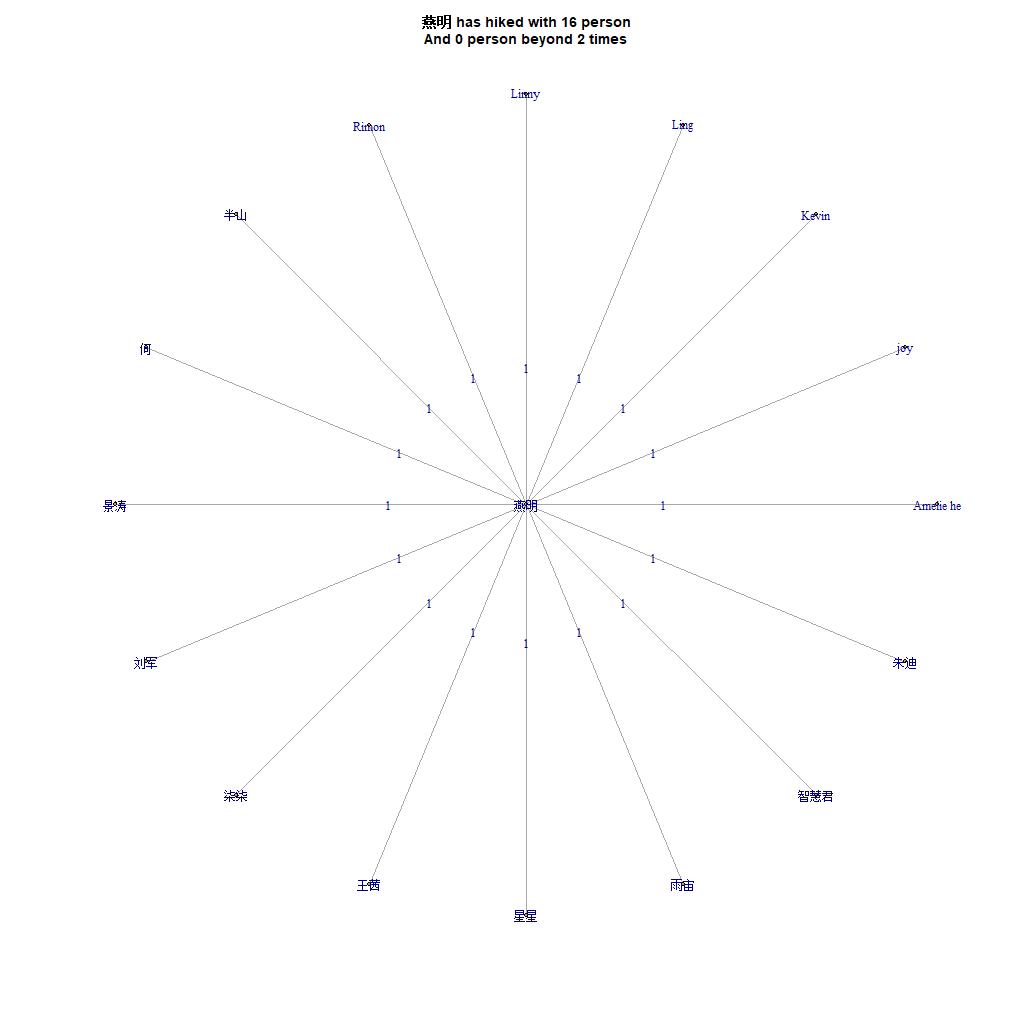 燕明 has hiked with 16 person
And 0 person beyond 2 times
Linny
Ling
Rimon
半山
Kevin
何
joy
1
1
1
1
1
1
1
景涛
1
燕明
1
Amelie he
1
1
1
1
1
1
1
刘军
朱迪
柒柒
智慧君
王茜
雨宙
星星